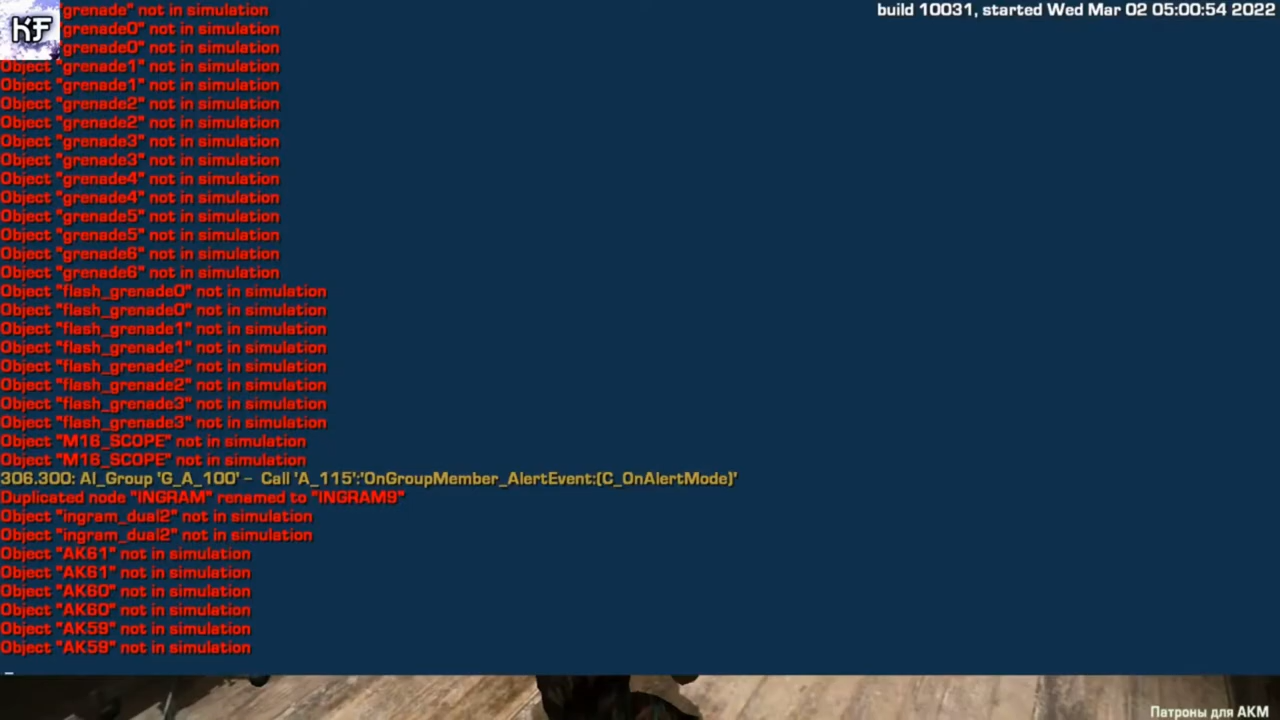 KF
grenade" not in simulation
build 10031, started Wed Mar 02 05:00:54 2022
"grenade0" not in simulation
"grenade0" not in simulation
Object "grenade1" not in simulation
Object "grenade1" not in simulation
Object "grenade2" not in simulation
Object "grenade2" not in simulation
Object "grenade3" not in simulation
Object "grenade3" not in simulation
Object "grenade4" not in simulation
Object "grenade4" not in simulation
Object "grenade5" not in simulation
Object "grenade5" not in simulation
Object "grenade6" not in simulation
Object "grenade6" not in simulation
Object "flash_grenade0" not in simulation
Object "flash_grenade0" not in simulation
Object "flash_grenade1" not in simulation
Object "flash_grenade1" not in simulation
Object "flash_grenade2" not in simulation
Object "flash_grenade2" not in simulation
Object "flash_grenade3" not in simulation
Object "flash_grenade3" not in simulation
Object "M16_SCOPE" not in simulation
Object "M16_SCOPE" not in simulation
306.300: AI_Group 'G_A_100' - Call 'A_115':'OnGroupMember_AlertEvent:(C_OnAlertMode)'
Duplicated node "INGRAM" renamed to "INGRAM9"
Object "ingram_dual2" not in simulation
Object "ingram_dual2" not in simulation
Object "AK61" not in simulation
Object "AK61" not in simulation
Object "AK60" not in simulation
Object "AK60" not in simulation
Object "AK59" not in simulation
Object "AK59" not in simulation
Патроны для АКМ